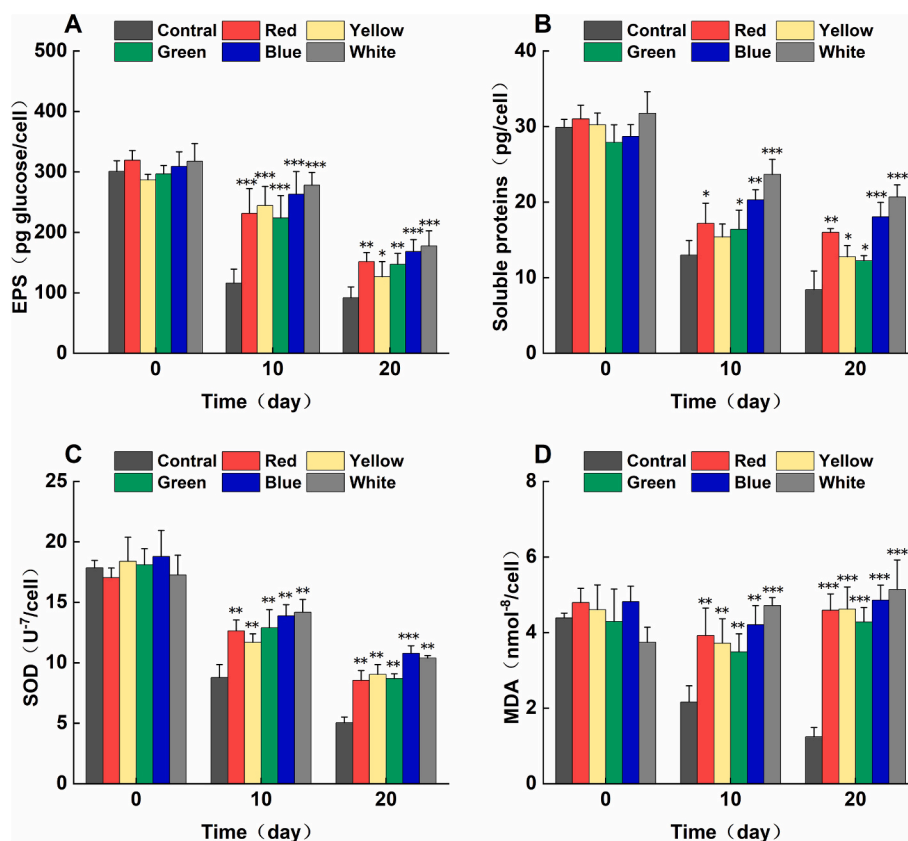 A
Contral Red Yellow
Green Blue White
500
400
300
200
100
0
EPS（pg glucose/cell）
*** *** *** *** ***
** * ** *** ***
0 10 20
Time（day）
B
Contral Red Yellow
Green Blue White
40
30
20
10
0
Soluble proteins（pg/cell）
* * ** ***
** * * *** ***
0 10 20
Time（day）
C
Contral Red Yellow
Green Blue White
25
20
15
10
5
0
SOD（U⁻⁷/cell）
** ** ** ** **
** ** ** *** **
0 10 20
Time（day）
D
Contral Red Yellow
Green Blue White
8
6
4
2
0
MDA（nmol⁻⁸/cell）
** ** ** ** ***
*** *** *** *** ***
0 10 20
Time（day）